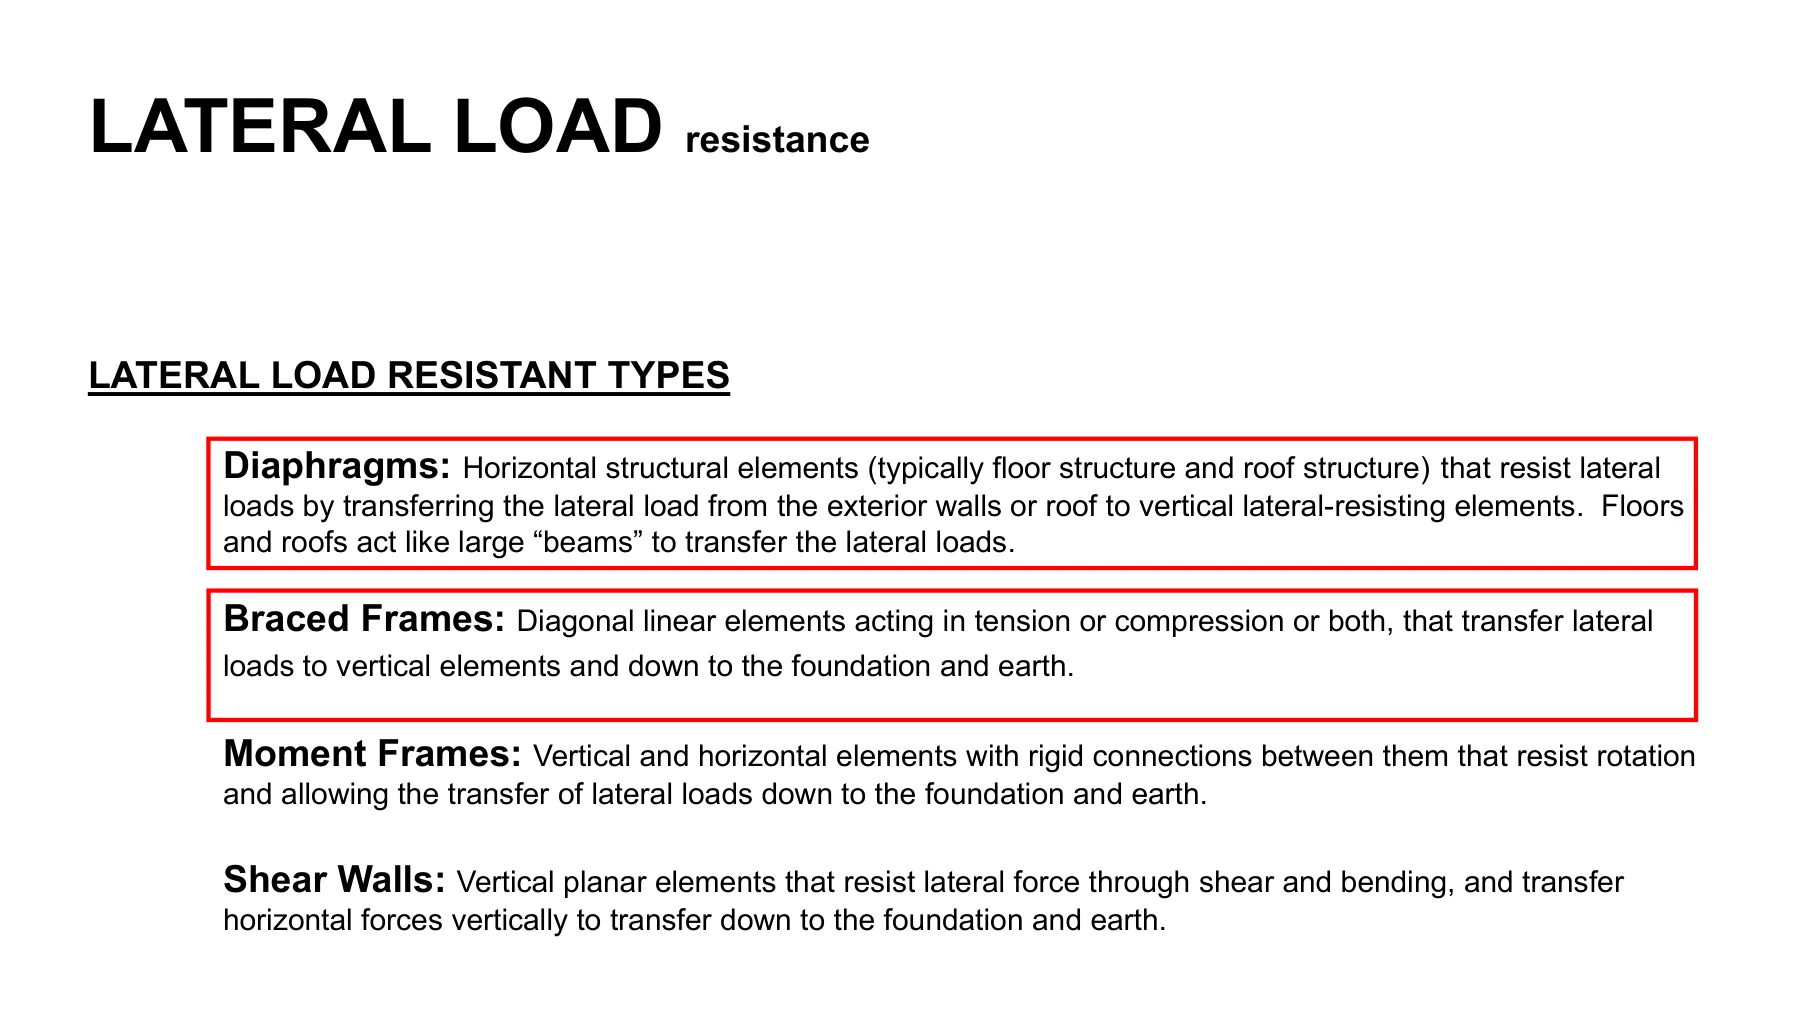 LATERAL LOAD resistance
LATERAL LOAD RESISTANT TYPES
Diaphragms: Horizontal structural elements (typically floor structure and roof structure) that resist lateral
loads by transferring the lateral load from the exterior walls or roof to vertical lateral-resisting elements.  Floors
and roofs act like large “beams” to transfer the lateral loads.
Braced Frames: Diagonal linear elements acting in tension or compression or both, that transfer lateral
loads to vertical elements and down to the foundation and earth.
Moment Frames: Vertical and horizontal elements with rigid connections between them that resist rotation
and allowing the transfer of lateral loads down to the foundation and earth.
Shear Walls: Vertical planar elements that resist lateral force through shear and bending, and transfer
horizontal forces vertically to transfer down to the foundation and earth.